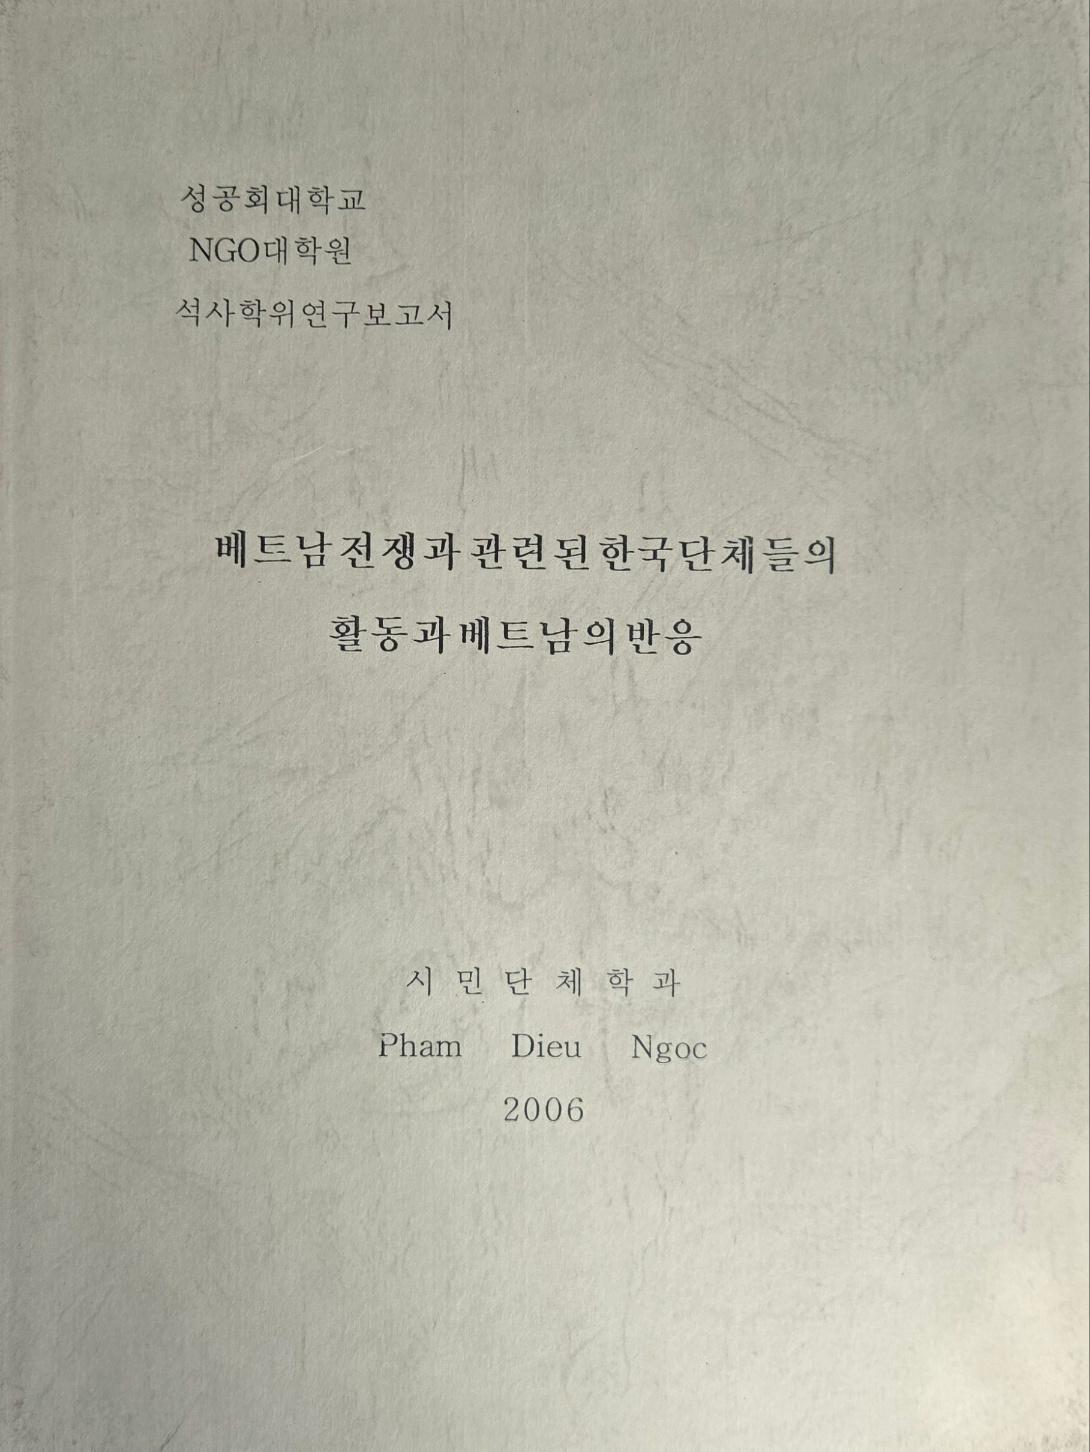 성공회대학교
NGO대학원
석사학위연구보고서
베트남 전쟁과 관련된 한국단체들의
활동과 베트남의 반응
시 민 단 체 학 과
Pham Dieu Ngoc
2006